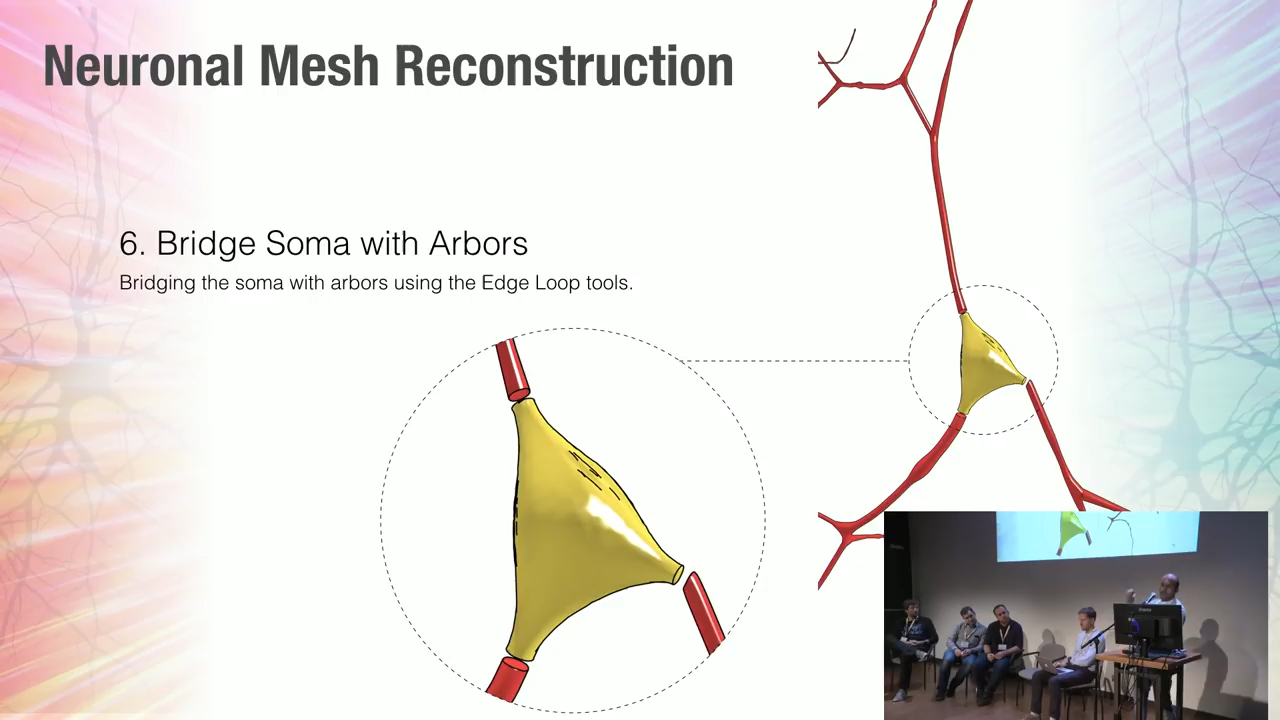 Neuronal Mesh Reconstruction
6. Bridge Soma with Arbors
Bridging the soma with arbors using the Edge Loop tools.